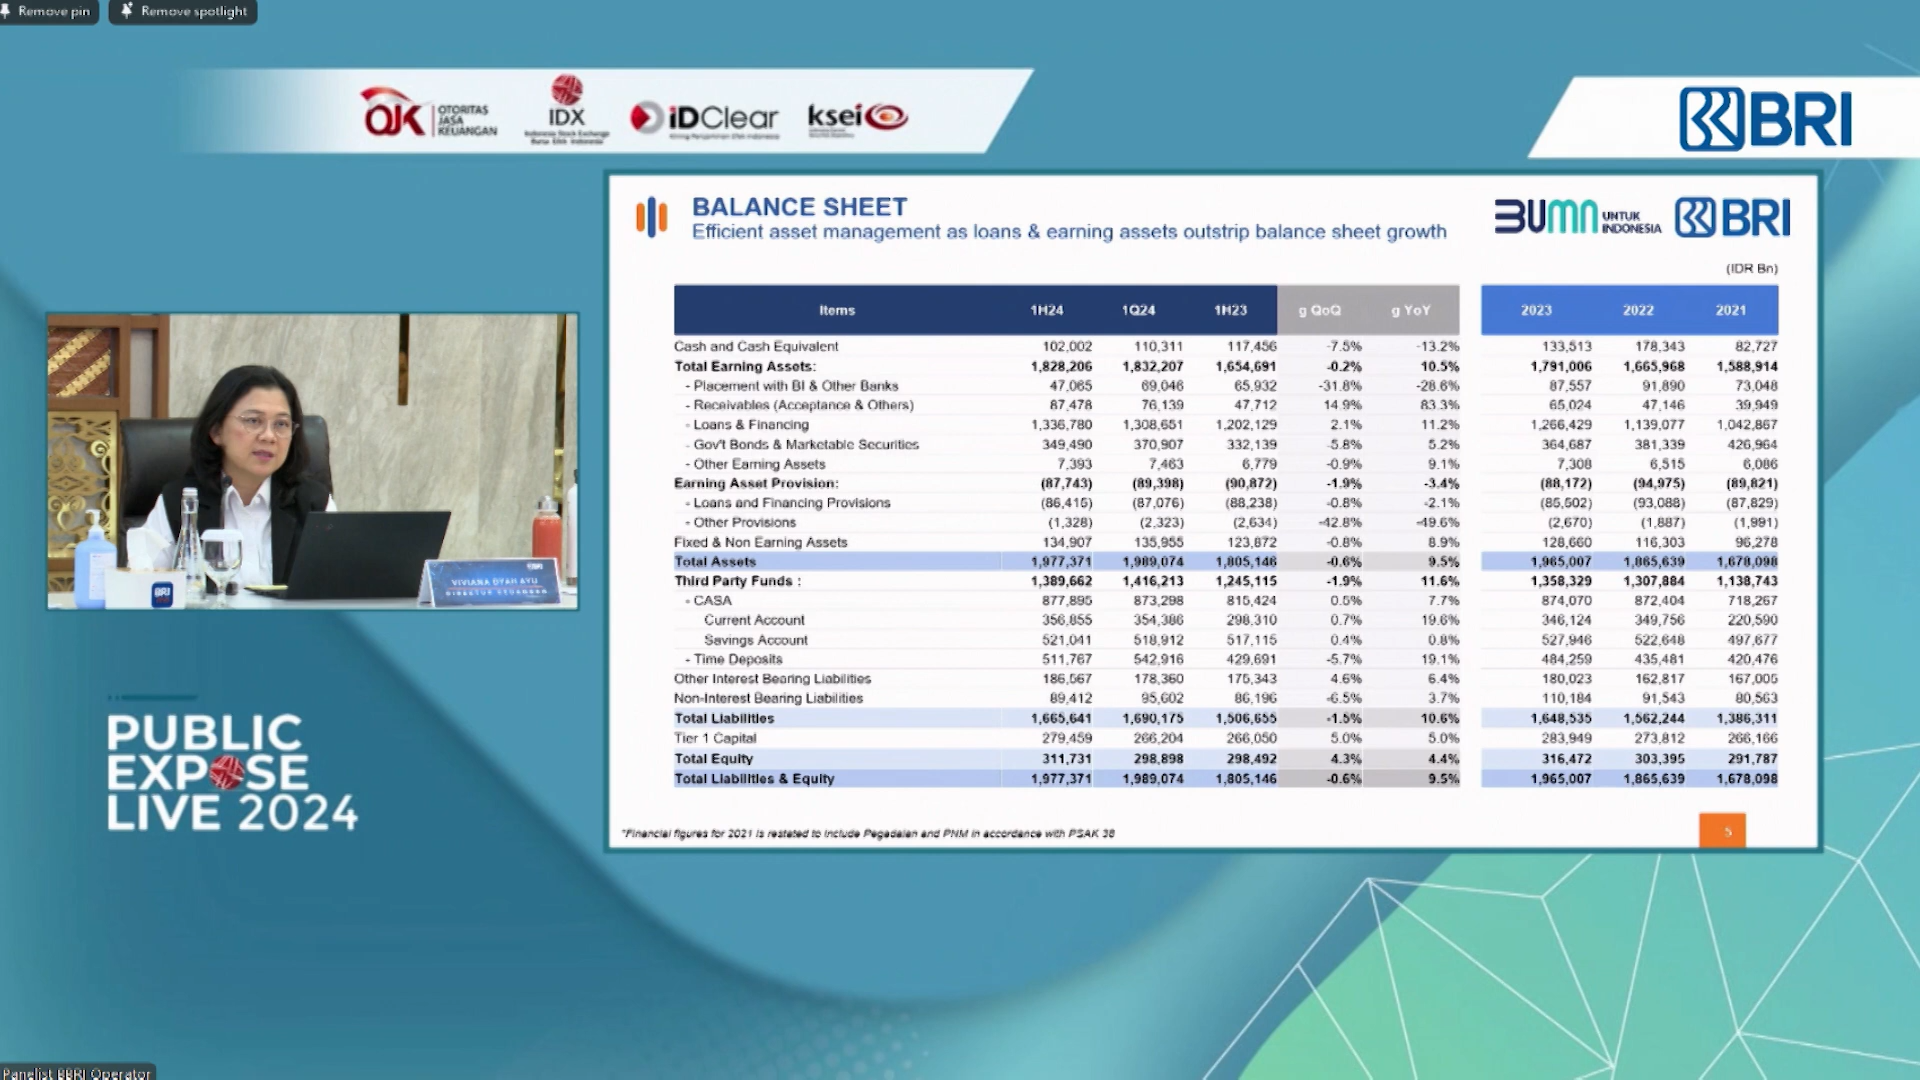 Remove pin Remove spotlight
OJK OTORITAS JASA KEUANGAN
IDX
Indonesia Stock Exchange
Bursa Efek Indonesia
iDClear
ksei
BRI
BALANCE SHEET
Efficient asset management as loans & earning assets outstrip balance sheet growth
BUMN UNTUK INDONESIA BRI
(IDR Bn)
Items 1H24 1Q24 1H23 g QoQ g YoY 2023 2022 2021
Cash and Cash Equivalent 102,002 110,311 117,456 -7.5% -13.2% 133,513 178,343 82,727
Total Earning Assets: 1,828,206 1,832,207 1,654,691 -0.2% 10.5% 1,791,006 1,665,968 1,588,914
- Placement with BI & Other Banks 47,065 69,046 65,932 -31.8% -28.6% 87,557 91,890 73,048
- Receivables (Acceptance & Others) 87,478 76,139 47,712 14.9% 83.3% 65,024 47,146 39,949
- Loans & Financing 1,336,780 1,308,651 1,202,129 2.1% 11.2% 1,266,429 1,139,077 1,042,867
- Gov't Bonds & Marketable Securities 349,490 370,907 332,139 -5.8% 5.2% 364,687 381,339 426,964
- Other Earning Assets 7,393 7,463 6,779 -0.9% 9.1% 7,308 6,515 6,086
Earning Asset Provision: (87,743) (89,398) (90,872) -1.9% -3.4% (88,172) (94,975) (89,821)
- Loans and Financing Provisions (86,415) (87,076) (88,238) -0.8% -2.1% (85,502) (93,088) (87,829)
- Other Provisions (1,328) (2,323) (2,634) -42.8% -49.6% (2,670) (1,887) (1,991)
Fixed & Non Earning Assets 134,907 135,955 123,872 -0.8% 8.9% 128,660 116,303 96,278
Total Assets 1,977,371 1,989,074 1,805,146 -0.6% 9.5% 1,965,007 1,865,639 1,678,098
Third Party Funds : 1,389,662 1,416,213 1,245,115 -1.9% 11.6% 1,358,329 1,307,884 1,138,743
- CASA 877,895 873,298 815,424 0.5% 7.7% 874,070 872,404 718,267
Current Account 356,855 354,386 298,310 0.7% 19.6% 346,124 349,756 220,590
Savings Account 521,041 518,912 517,115 0.4% 0.8% 527,946 522,648 497,677
- Time Deposits 511,767 542,916 429,691 -5.7% 19.1% 484,259 435,481 420,476
Other Interest Bearing Liabilities 186,567 178,360 175,343 4.6% 6.4% 180,023 162,817 167,005
Non-Interest Bearing Liabilities 89,412 95,602 86,196 -6.5% 3.7% 110,184 91,543 80,563
Total Liabilities 1,665,641 1,690,175 1,506,655 -1.5% 10.6% 1,648,535 1,562,244 1,386,311
Tier 1 Capital 279,459 266,204 266,050 5.0% 5.0% 283,949 273,812 266,166
Total Equity 311,731 298,898 298,492 4.3% 4.4% 316,472 303,395 291,787
Total Liabilities & Equity 1,977,371 1,989,074 1,805,146 -0.6% 9.5% 1,965,007 1,865,639 1,678,098
*Financial figures for 2021 is restated to include Pegadaian and PNM in accordance with PSAK 38
5
BRI
VIVIANA DYAH AYU
DIREKTUR KEUANGAN
PUBLIC
EXPOSE
LIVE 2024
Panelist BBRI Operator